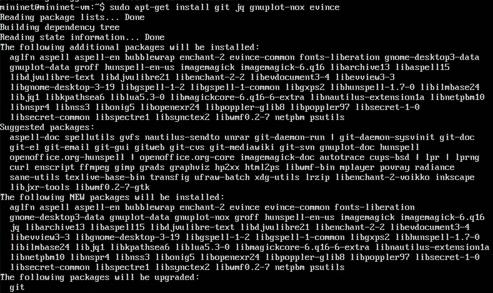 mininet@mininet-vm:~$ sudo apt-get install git jq gnuplot-nox evince
Reading package lists... Done
Building dependency tree
Reading state information... Done
The following additional packages will be installed:
aglfn aspell aspell-en bubblewrap enchant-2 evince-common fonts-liberation gnome-desktop3-data
gnuplot-data groff hunspell-en-us imagemagick imagemagick-6.q16 libarchive13 libaspell15
libdjvulibre-text libdjvulibre21 libenchant-2-2 libevdocument3-4 libevview3-3
libgnome-desktop-3-19 libgspell-1-2 libgspell-1-common libgxps2 libhunspell-1.7-0 libilmbase24
libjq1 libkpathsea6 liblua5.3-0 libmagickcore-6.q16-6-extra libnautilus-extension1a libnetpbm10
libnspr4 libnss3 libonig5 libopenexr24 libpoppler-glib8 libpoppler97 libsecret-1-0
libsecret-common libspectre1 libsynctex2 libwmf0.2-7 netpbm psutils
Suggested packages:
aspell-doc spellutils gvfs nautilus-sendto unrar git-daemon-run | git-daemon-sysvinit git-doc
git-el git-email git-gui gitweb git-cvs git-mediawiki git-svn gnuplot-doc hunspell
openoffice.org-hunspell | openoffice.org-core imagemagick-doc autotrace cups-bsd | lpr | lprng
curl enscript ffmpeg gimp grads graphviz hp2xx html2ps libwmf-bin mplayer povray radiance
sane-utils texlive-base-bin transfig ufraw-batch xdg-utils lrzip libenchant-2-voikko inkscape
libjxr-tools libwmf0.2-7-gtk
The following NEW packages will be installed:
aglfn aspell aspell-en bubblewrap enchant-2 evince evince-common fonts-liberation
gnome-desktop3-data gnuplot-data gnuplot-nox groff hunspell-en-us imagemagick imagemagick-6.q16
jq libarchive13 libaspell15 libdjvulibre-text libdjvulibre21 libenchant-2-2 libevdocument3-4
libevview3-3 libgnome-desktop-3-19 libgspell-1-2 libgspell-1-common libgxps2 libhunspell-1.7-0
libilmbase24 libjq1 libkpathsea6 liblua5.3-0 libmagickcore-6.q16-6-extra libnautilus-extension1a
libnetpbm10 libnspr4 libnss3 libonig5 libopenexr24 libpoppler-glib8 libpoppler97 libsecret-1-0
libsecret-common libspectre1 libsynctex2 libwmf0.2-7 netpbm psutils
The following packages will be upgraded:
git